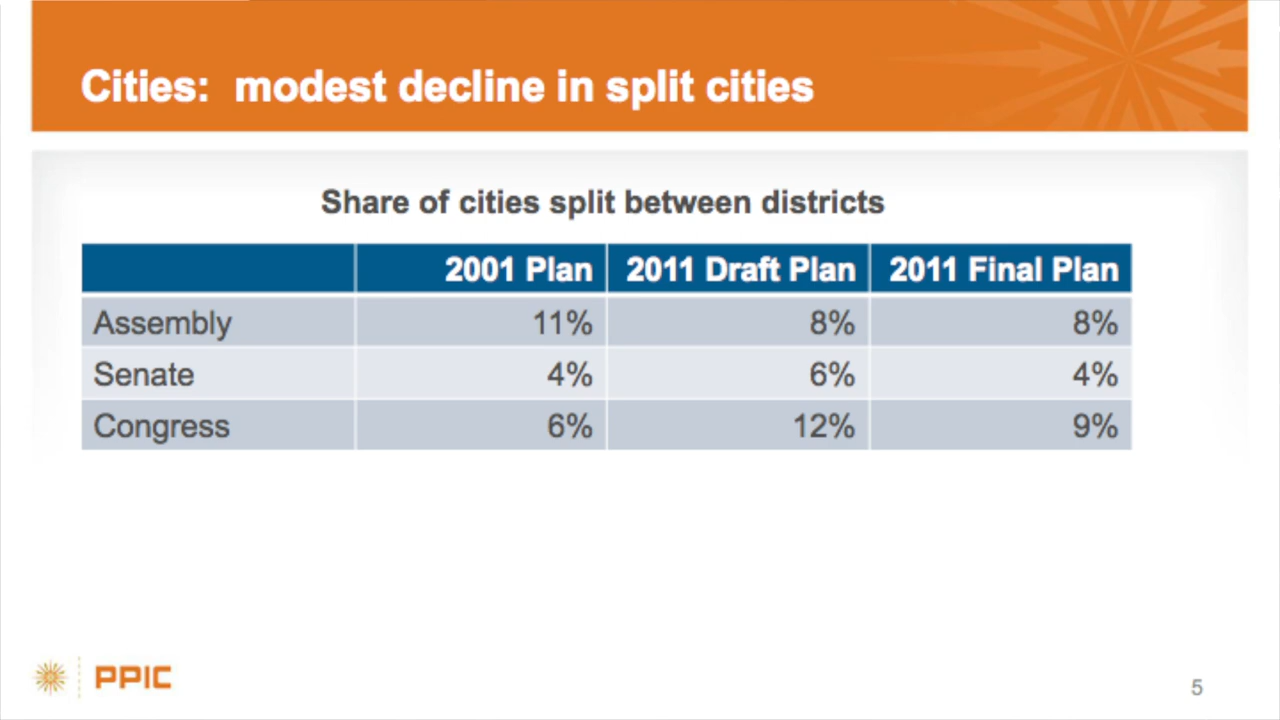 Cities: modest decline in split cities
Share of cities split between districts
2001 Plan 2011 Draft Plan 2011 Final Plan
Assembly 11% 8% 8%
Senate 4% 6% 4%
Congress 6% 12% 9%
PPIC
5